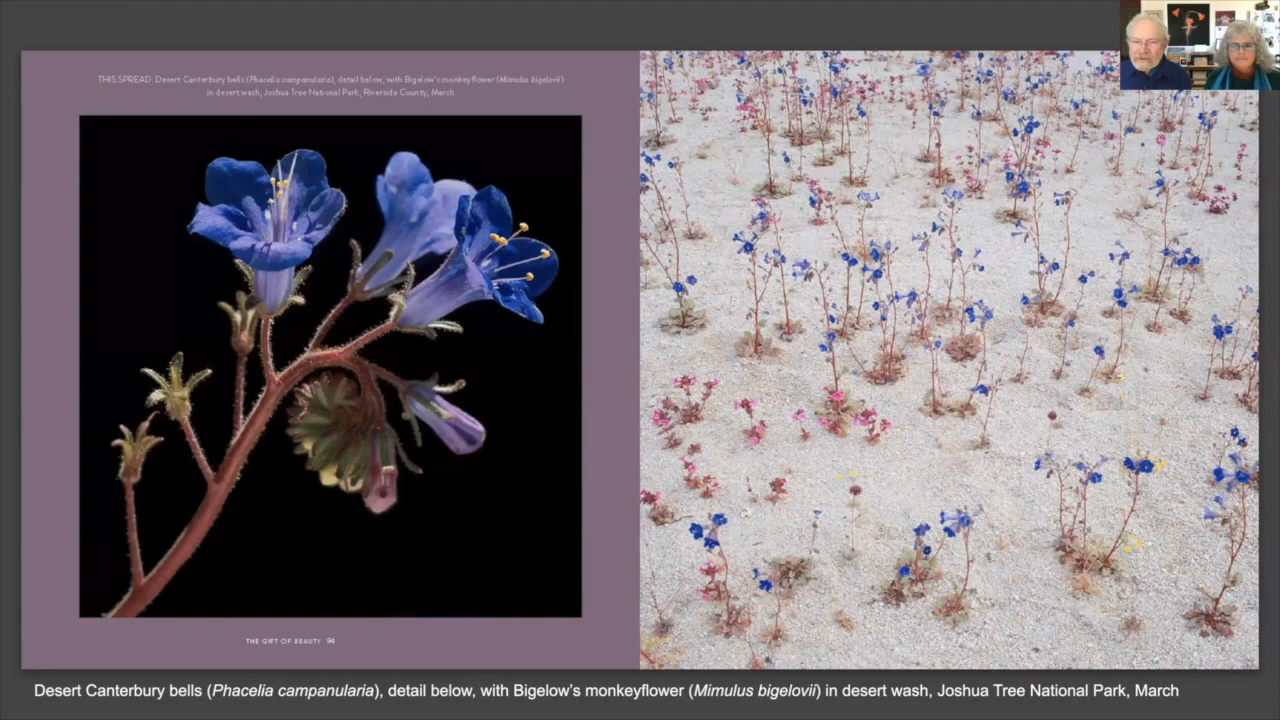 THIS SPREAD: Desert Canterbury bells (Phacelia campanularia), detail below, with Bigelow's monkeyflower (Mimulus bigelovii)
in desert wash, Joshua Tree National Park, Riverside County, March
THE GIFT OF BEAUTY 94
Desert Canterbury bells (Phacelia campanularia), detail below, with Bigelow's monkeyflower (Mimulus bigelovii) in desert wash, Joshua Tree National Park, March